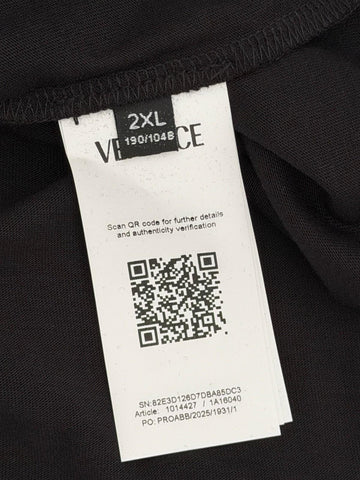 2XL
190/104B
VE CE
Scan QR code for further details
and authenticity verification
SN:82E3D126D7DBA85DC3
Article: 1014427 / 1A16040
PO: PROABB/2025/1931/1